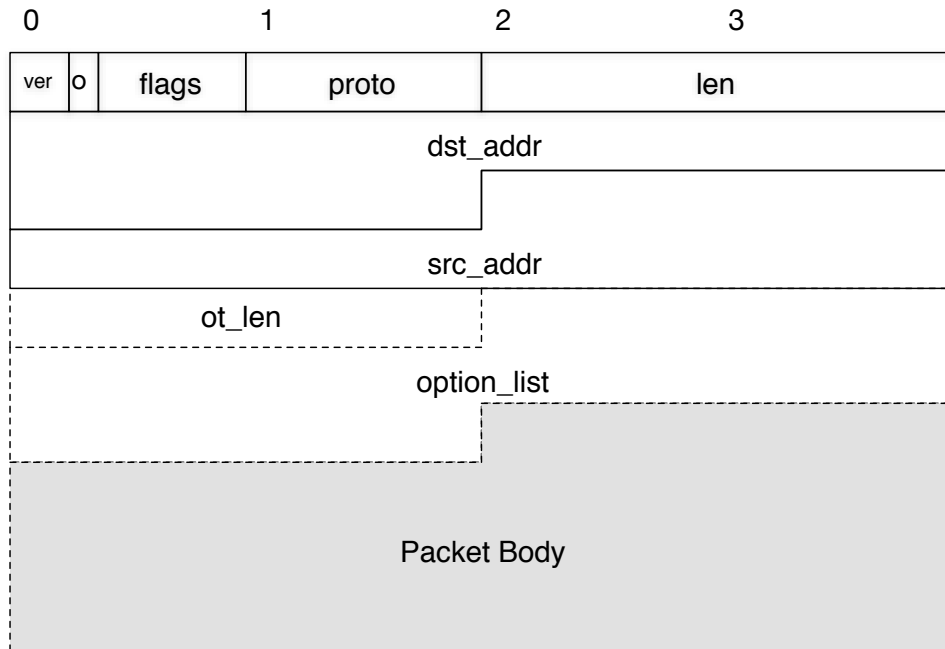 0 1 2 3
ver o flags proto len
dst_addr
src_addr
ot_len
option_list
Packet Body